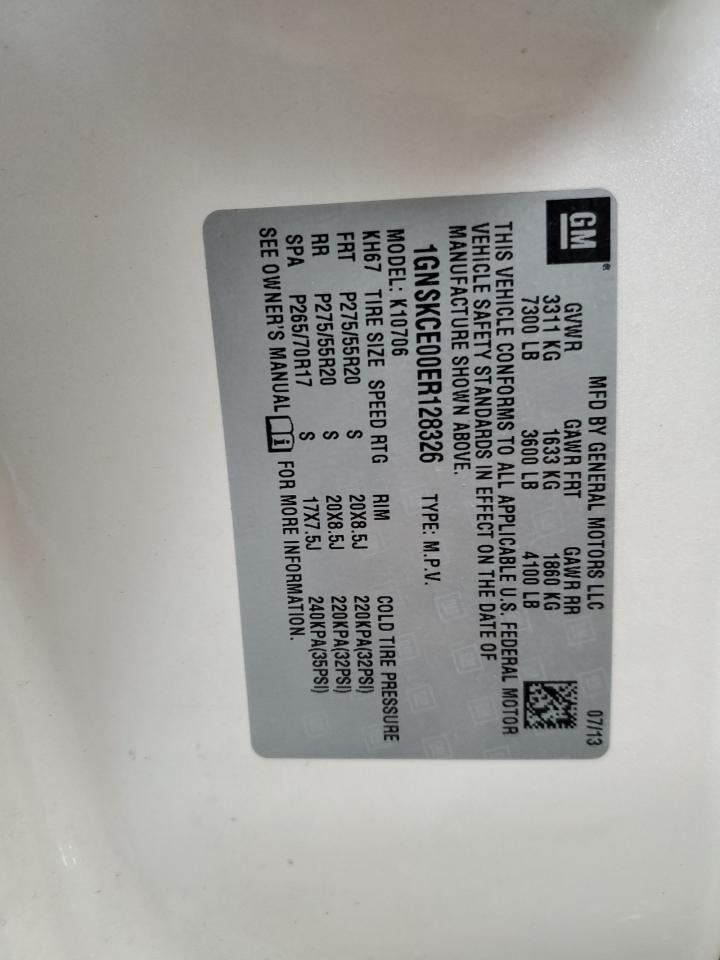 GM®
MFD BY GENERAL MOTORS LLC 07/13
GVWR GAWR FRT GAWR RR
3311 KG 1633 KG 1860 KG
7300 LB 3600 LB 4100 LB
THIS VEHICLE CONFORMS TO ALL APPLICABLE U.S. FEDERAL MOTOR
VEHICLE SAFETY STANDARDS IN EFFECT ON THE DATE OF
MANUFACTURE SHOWN ABOVE.
1GNSKCE00ER128326 TYPE: M.P.V.
MODEL: K10706
KH67 TIRE SIZE SPEED RTG RIM COLD TIRE PRESSURE
FRT P275/55R20 S 20X8.5J 220KPA(32PSI)
RR P275/55R20 S 20X8.5J 220KPA(32PSI)
SPA P265/70R17 S 17X7.5J 240KPA(35PSI)
SEE OWNER'S MANUAL i FOR MORE INFORMATION.